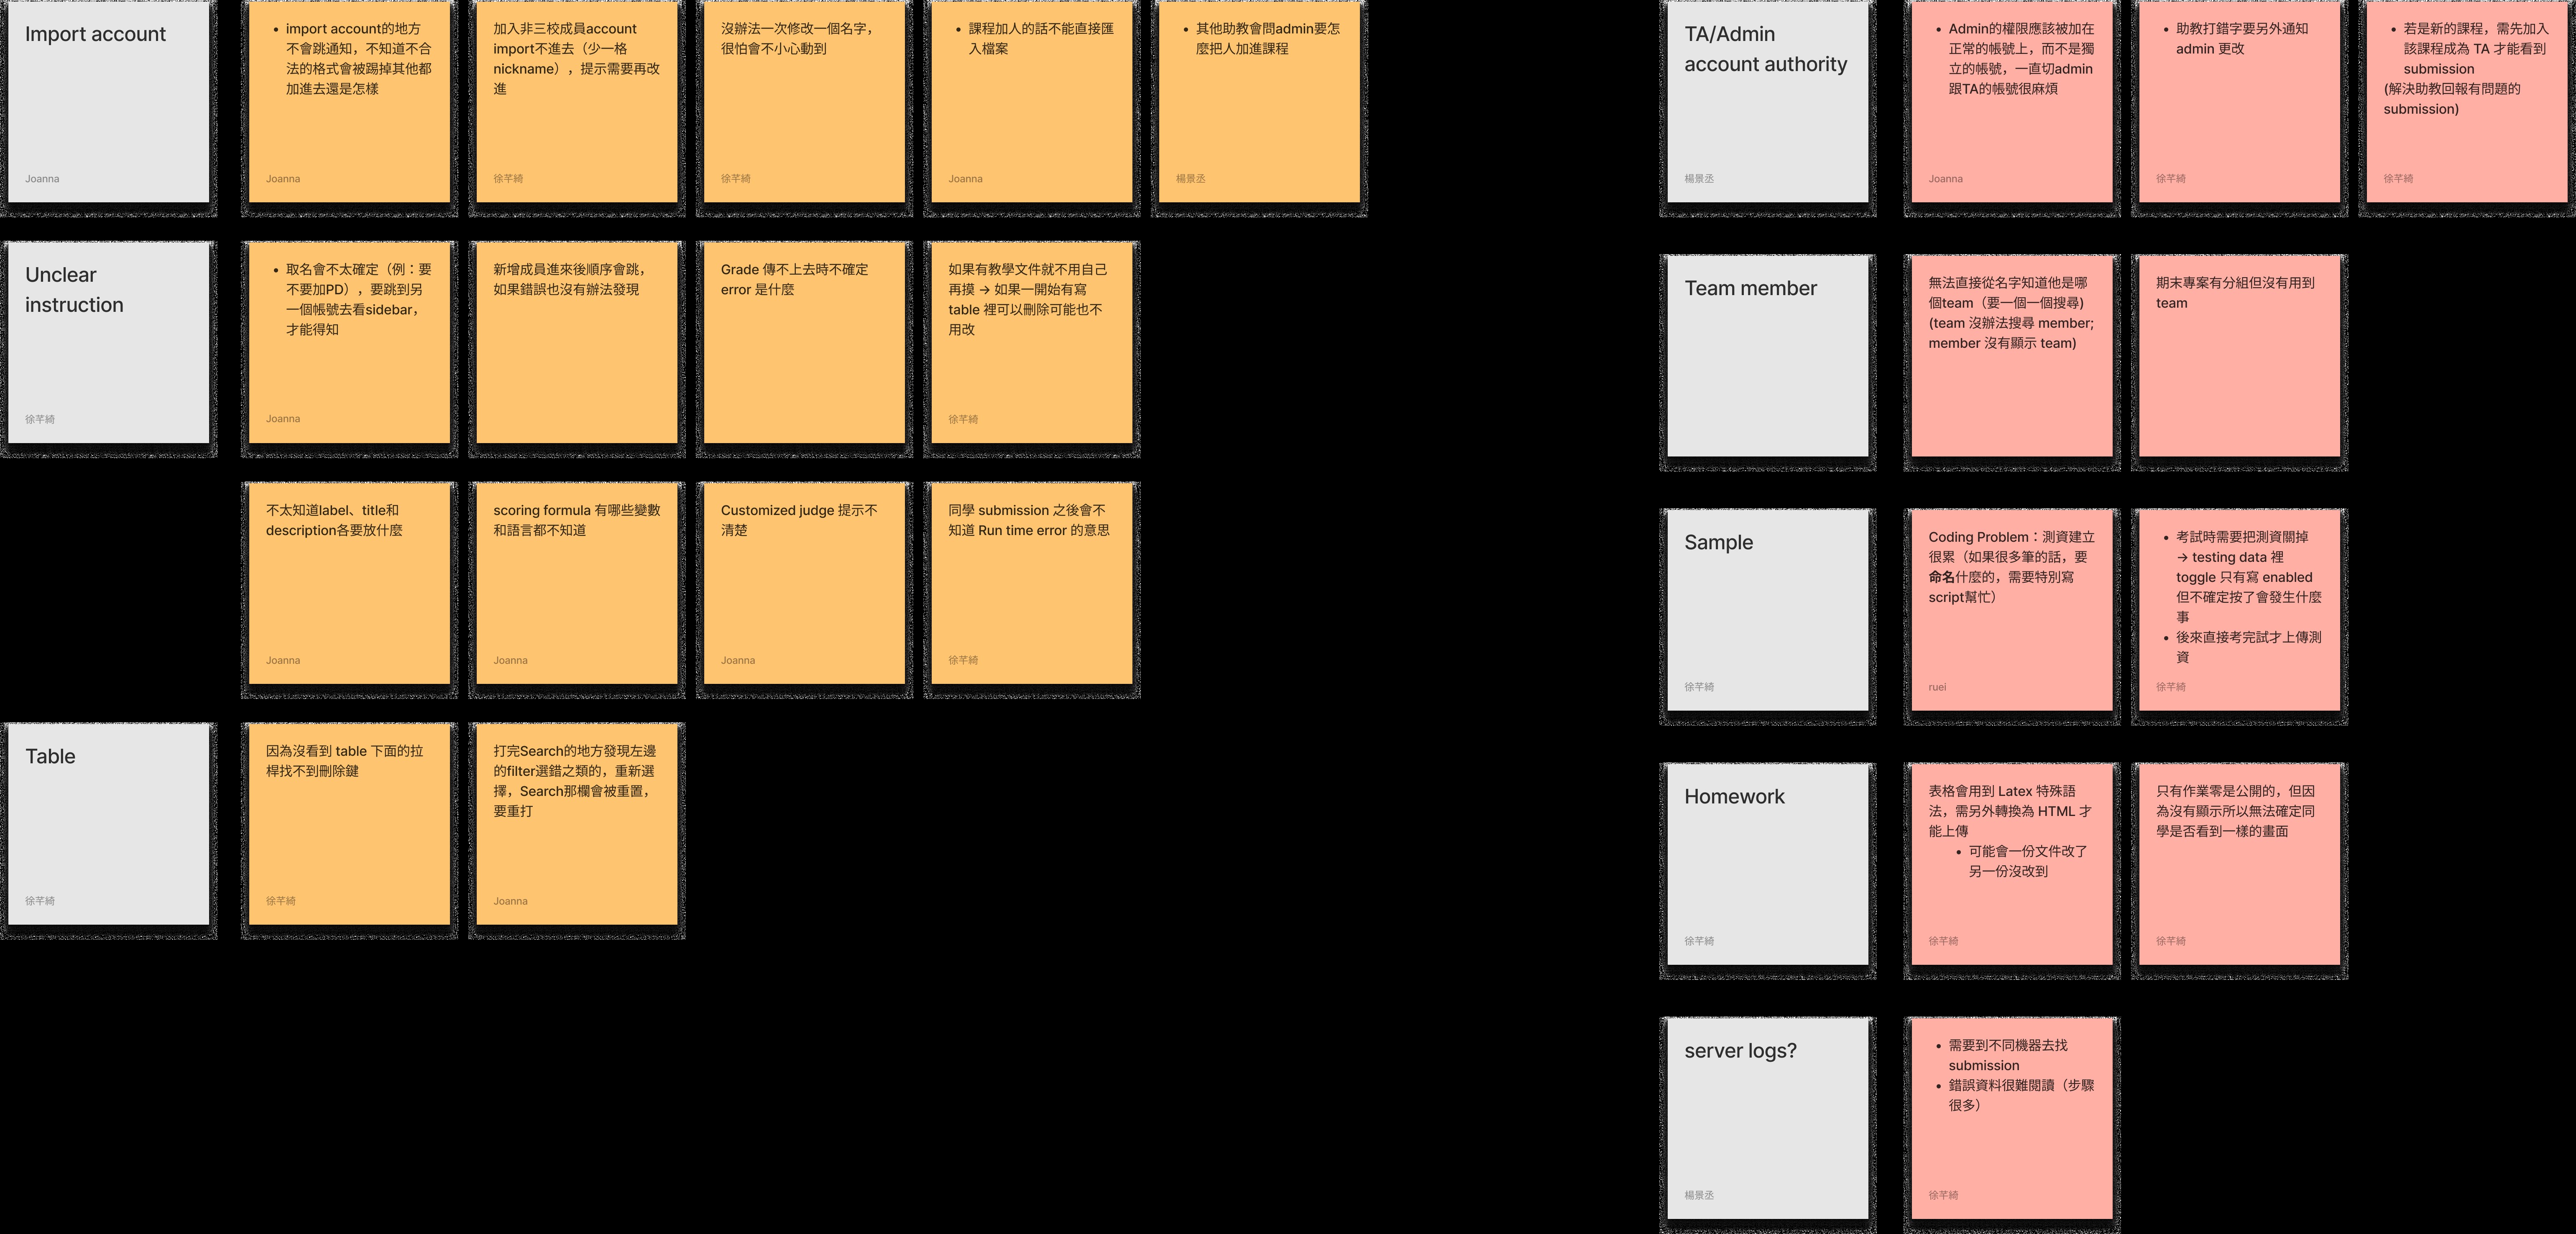 Import account
Joanna
• import account的地方
不會跳通知，不知道不合
法的格式會被踢掉其他都
加進去還是怎樣
Joanna
加入非三校成員account
import不進去（少一格
nickname），提示需要再改
進
徐芊綺
沒辦法一次修改一個名字，
很怕會不小心動到
徐芊綺
• 課程加人的話不能直接匯
入檔案
Joanna
• 其他助教會問admin要怎
麼把人加進課程
楊景丞
Unclear
instruction
徐芊綺
• 取名會不太確定（例：要
不要加PD），要跳到另
一個帳號去看sidebar，
才能得知
Joanna
新增成員進來後順序會跳，
如果錯誤也沒有辦法發現
Grade 傳不上去時不確定
error 是什麼
如果有教學文件就不用自己
再摸 → 如果一開始有寫
table 裡可以刪除可能也不
用改
徐芊綺
不太知道label、title和
description各要放什麼
Joanna
scoring formula 有哪些變數
和語言都不知道
Joanna
Customized judge 提示不
清楚
Joanna
同學 submission 之後會不
知道 Run time error 的意思
徐芊綺
Table
徐芊綺
因為沒看到 table 下面的拉
桿找不到刪除鍵
徐芊綺
打完Search的地方發現左邊
的filter選錯之類的，重新選
擇，Search那欄會被重置，
要重打
Joanna
TA/Admin
account authority
楊景丞
• Admin的權限應該被加在
正常的帳號上，而不是獨
立的帳號，一直切admin
跟TA的帳號很麻煩
Joanna
• 助教打錯字要另外通知
admin 更改
徐芊綺
• 若是新的課程，需先加入
該課程成為 TA 才能看到
submission
(解決助教回報有問題的
submission)
徐芊綺
Team member
無法直接從名字知道他是哪
個team（要一個一個搜尋)
(team 沒辦法搜尋 member;
member 沒有顯示 team)
期末專案有分組但沒有用到
team
Sample
徐芊綺
Coding Problem：測資建立
很累（如果很多筆的話，要
命名什麼的，需要特別寫
script幫忙）
ruei
• 考試時需要把測資關掉
→ testing data 裡
toggle 只有寫 enabled
但不確定按了會發生什麼
事
• 後來直接考完試才上傳測
資
徐芊綺
Homework
徐芊綺
表格會用到 Latex 特殊語
法，需另外轉換為 HTML 才
能上傳
• 可能會一份文件改了
另一份沒改到
徐芊綺
只有作業零是公開的，但因
為沒有顯示所以無法確定同
學是否看到一樣的畫面
徐芊綺
server logs?
楊景丞
• 需要到不同機器去找
submission
• 錯誤資料很難閱讀（步驟
很多）
徐芊綺